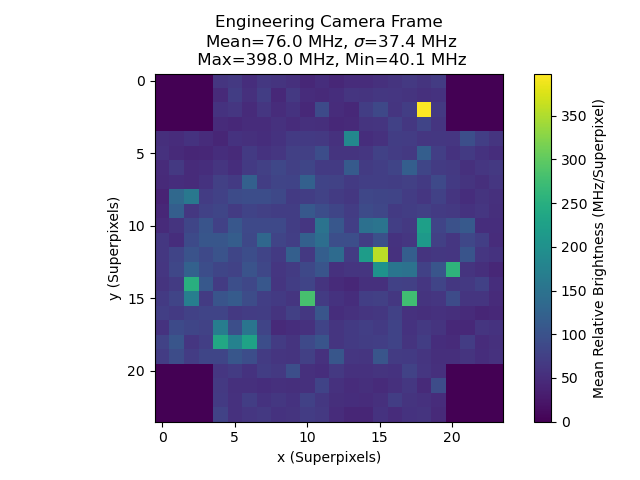 Engineering Camera Frame
Mean=76.0 MHz, σ=37.4 MHz
Max=398.0 MHz, Min=40.1 MHz
0
5
10
15
20
y (Superpixels)
0 5 10 15 20
x (Superpixels)
350
300
250
200
150
100
50
0
Mean Relative Brightness (MHz/Superpixel)